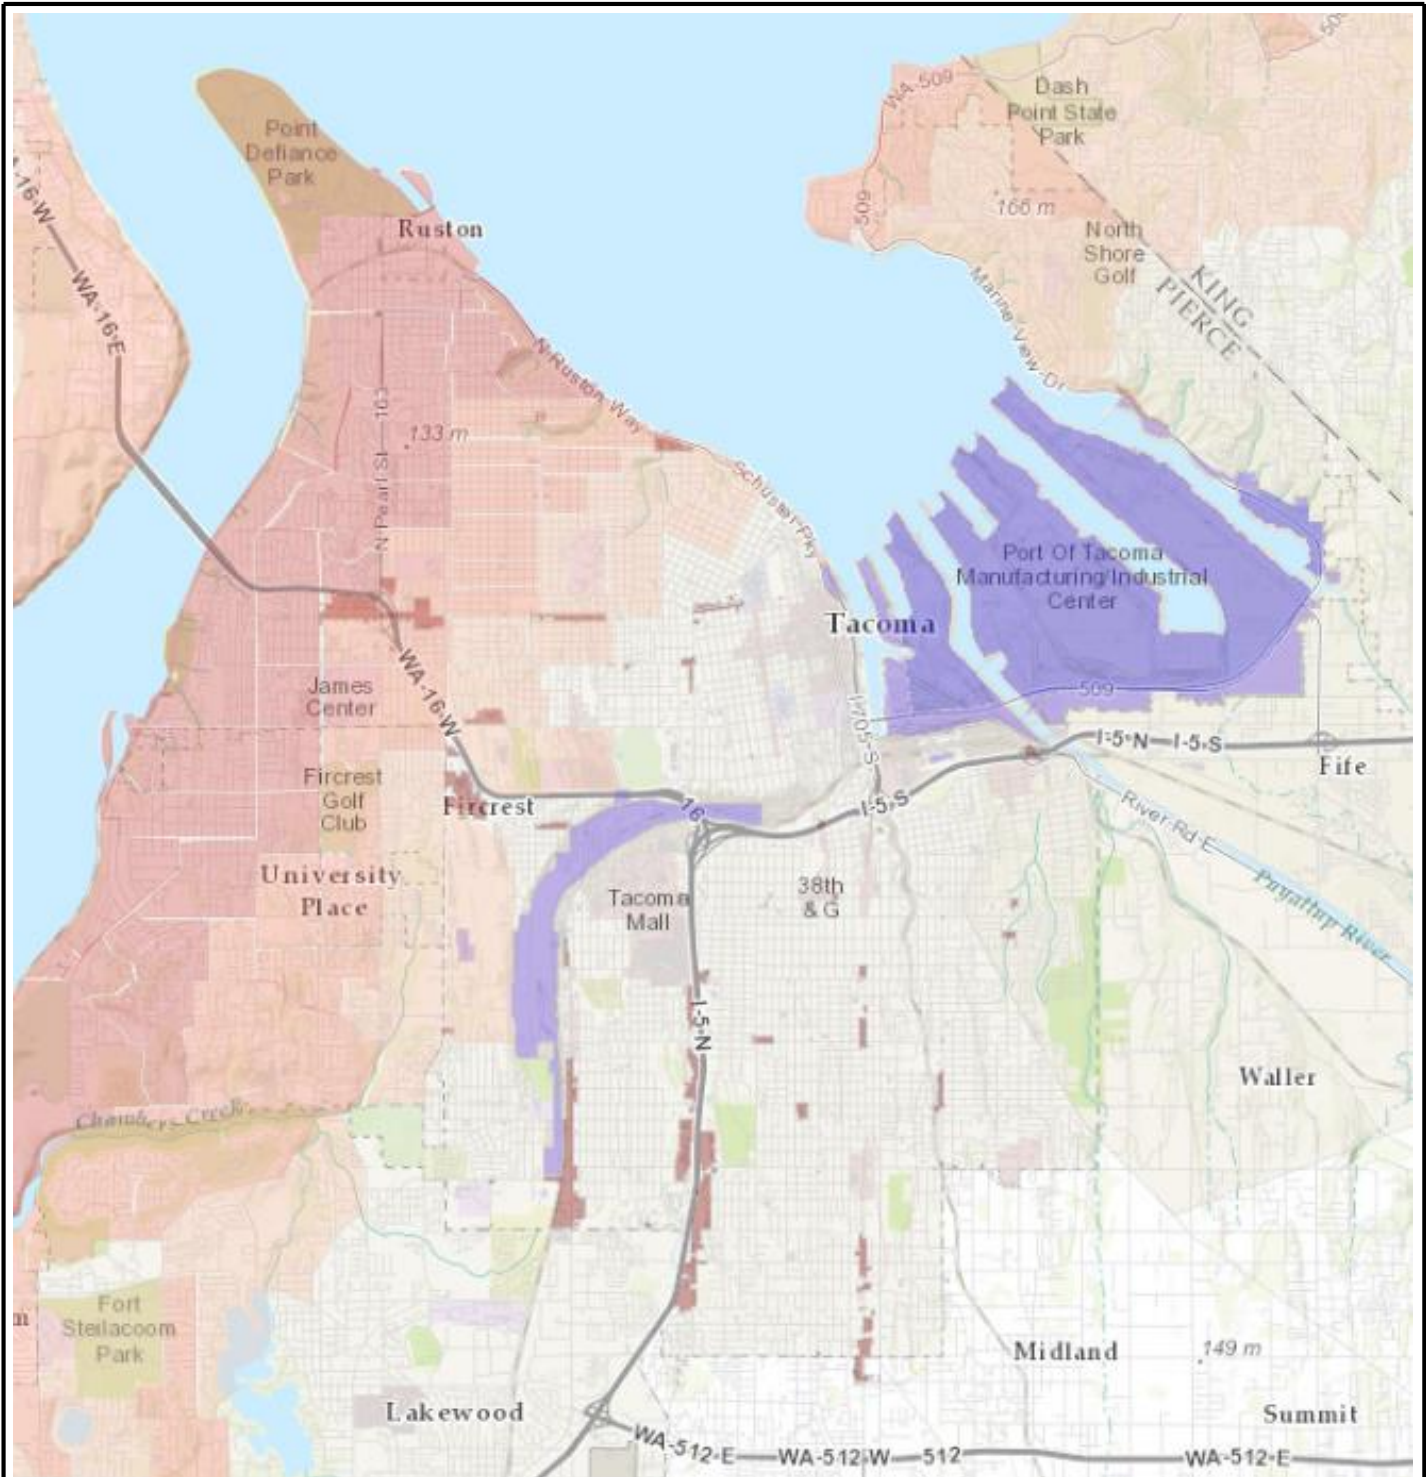 509
WA-509
Dash
Point State
Park
Point
Defiance
Park
A-16-W
Ruston
509
166 m
North
Shore
Golf
WA-16-E
KING
PIERCE
Marine-View-Dr
N-Ruston-Way
N-Pearl-St-163
133 m
Schuster-Pky
Port Of Tacoma
Manufacturing/Industrial
Center
Tacoma
James
Center
WA-16-W
509
I-705-S
I-5-N
I-5-S
Fife
Fircrest
Golf
Club
Fircrest
16
I-5-S
River-Rd-E
University
Place
Tacoma
Mall
38th
& G
Puyallup River
I-5-N
Waller
Chambers Creek
Fort
Steilacoom
Park
m
Midland
149 m
Lakewood
Summit
WA-512-E
WA-512-W
512
WA-512-E